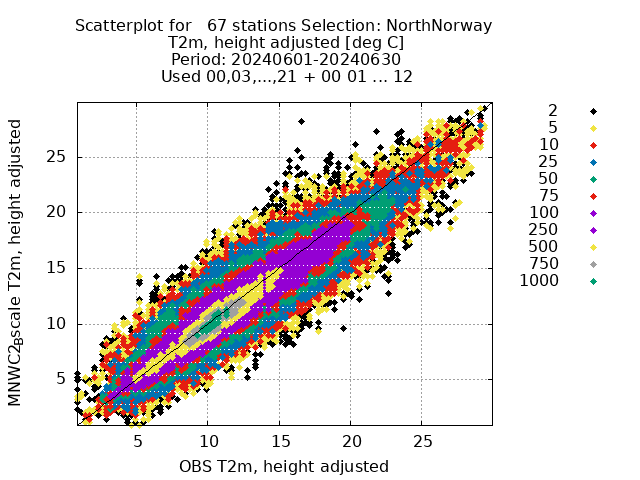 Scatterplot for 67 stations Selection: NorthNorway
T2m, height adjusted [deg C]
Period: 20240601-20240630
Used 00,03,...,21 + 00 01 ... 12
2
5
10
25
50
75
100
250
500
750
1000
MNWC2Bscale T2m, height adjusted
25
20
15
10
5
5 10 15 20 25
OBS T2m, height adjusted